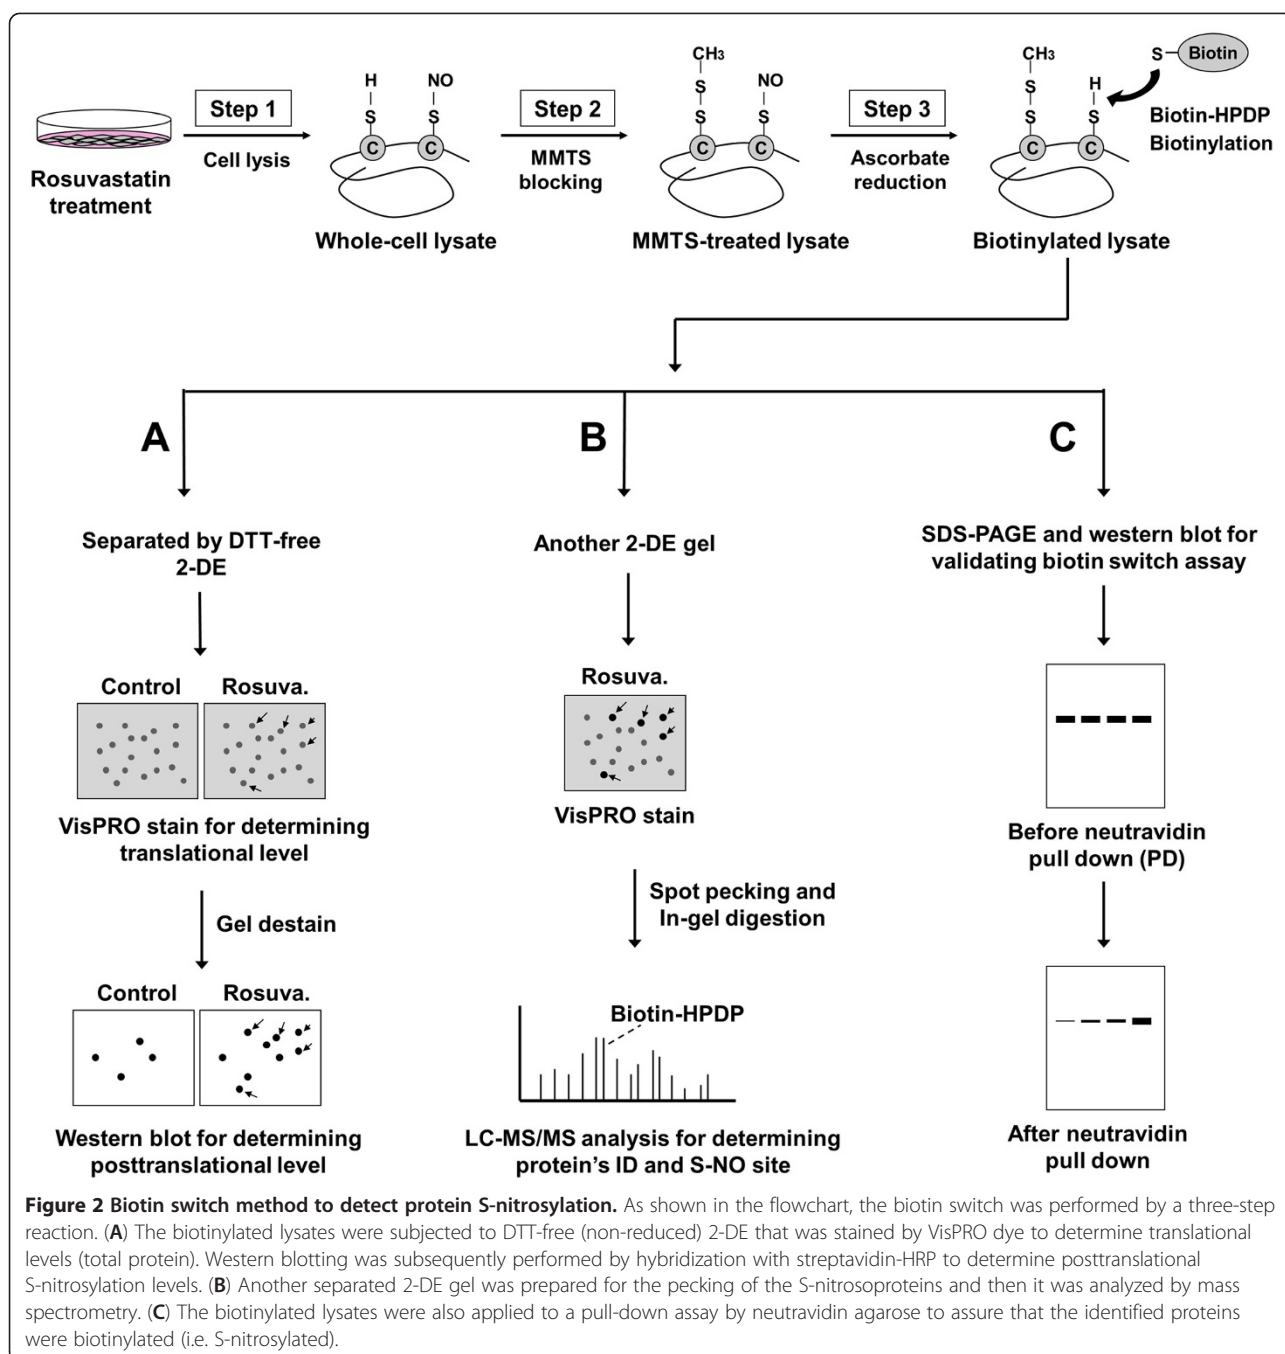 Rosuvastatin
treatment
Step 1
Cell lysis
H
S
C
NO
S
C
Whole-cell lysate
Step 2
MMTS
blocking
CH3
S
S
C
NO
S
C
MMTS-treated lysate
Step 3
Ascorbate
reduction
CH3
S
S
C
H
S
C
Biotinylated lysate
S
Biotin
Biotin-HPDP
Biotinylation
A
Separated by DTT-free
2-DE
Control
Rosuva.
VisPRO stain for determining
translational level
Gel destain
Control
Rosuva.
Western blot for determining
posttranslational level
B
Another 2-DE gel
Rosuva.
VisPRO stain
Spot pecking and
In-gel digestion
Biotin-HPDP
LC-MS/MS analysis for determining
protein's ID and S-NO site
C
SDS-PAGE and western blot for
validating biotin switch assay
Before neutravidin
pull down (PD)
After neutravidin
pull down
Figure 2 Biotin switch method to detect protein S-nitrosylation. As shown in the flowchart, the biotin switch was performed by a three-step
reaction. (A) The biotinylated lysates were subjected to DTT-free (non-reduced) 2-DE that was stained by VisPRO dye to determine translational
levels (total protein). Western blotting was subsequently performed by hybridization with streptavidin-HRP to determine posttranslational
S-nitrosylation levels. (B) Another separated 2-DE gel was prepared for the pecking of the S-nitrosoproteins and then it was analyzed by mass
spectrometry. (C) The biotinylated lysates were also applied to a pull-down assay by neutravidin agarose to assure that the identified proteins
were biotinylated (i.e. S-nitrosylated).